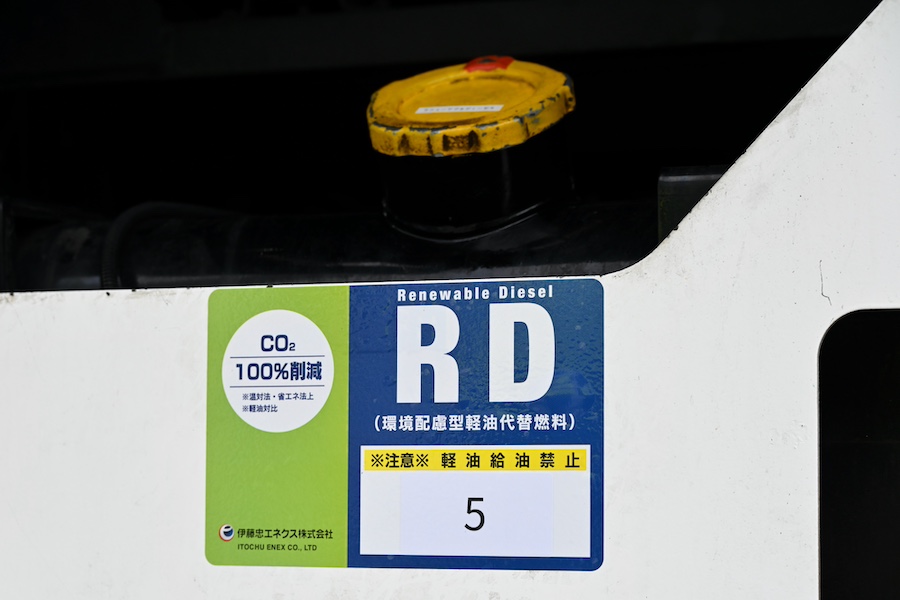 CO₂
100%削減
※温対法・省エネ法上
※軽油対比
伊藤忠エネクス株式会社
ITOCHU ENEX CO., LTD
Renewable Diesel
RD
(環境配慮型軽油代替燃料)
※注意※ 軽油給油禁止
5